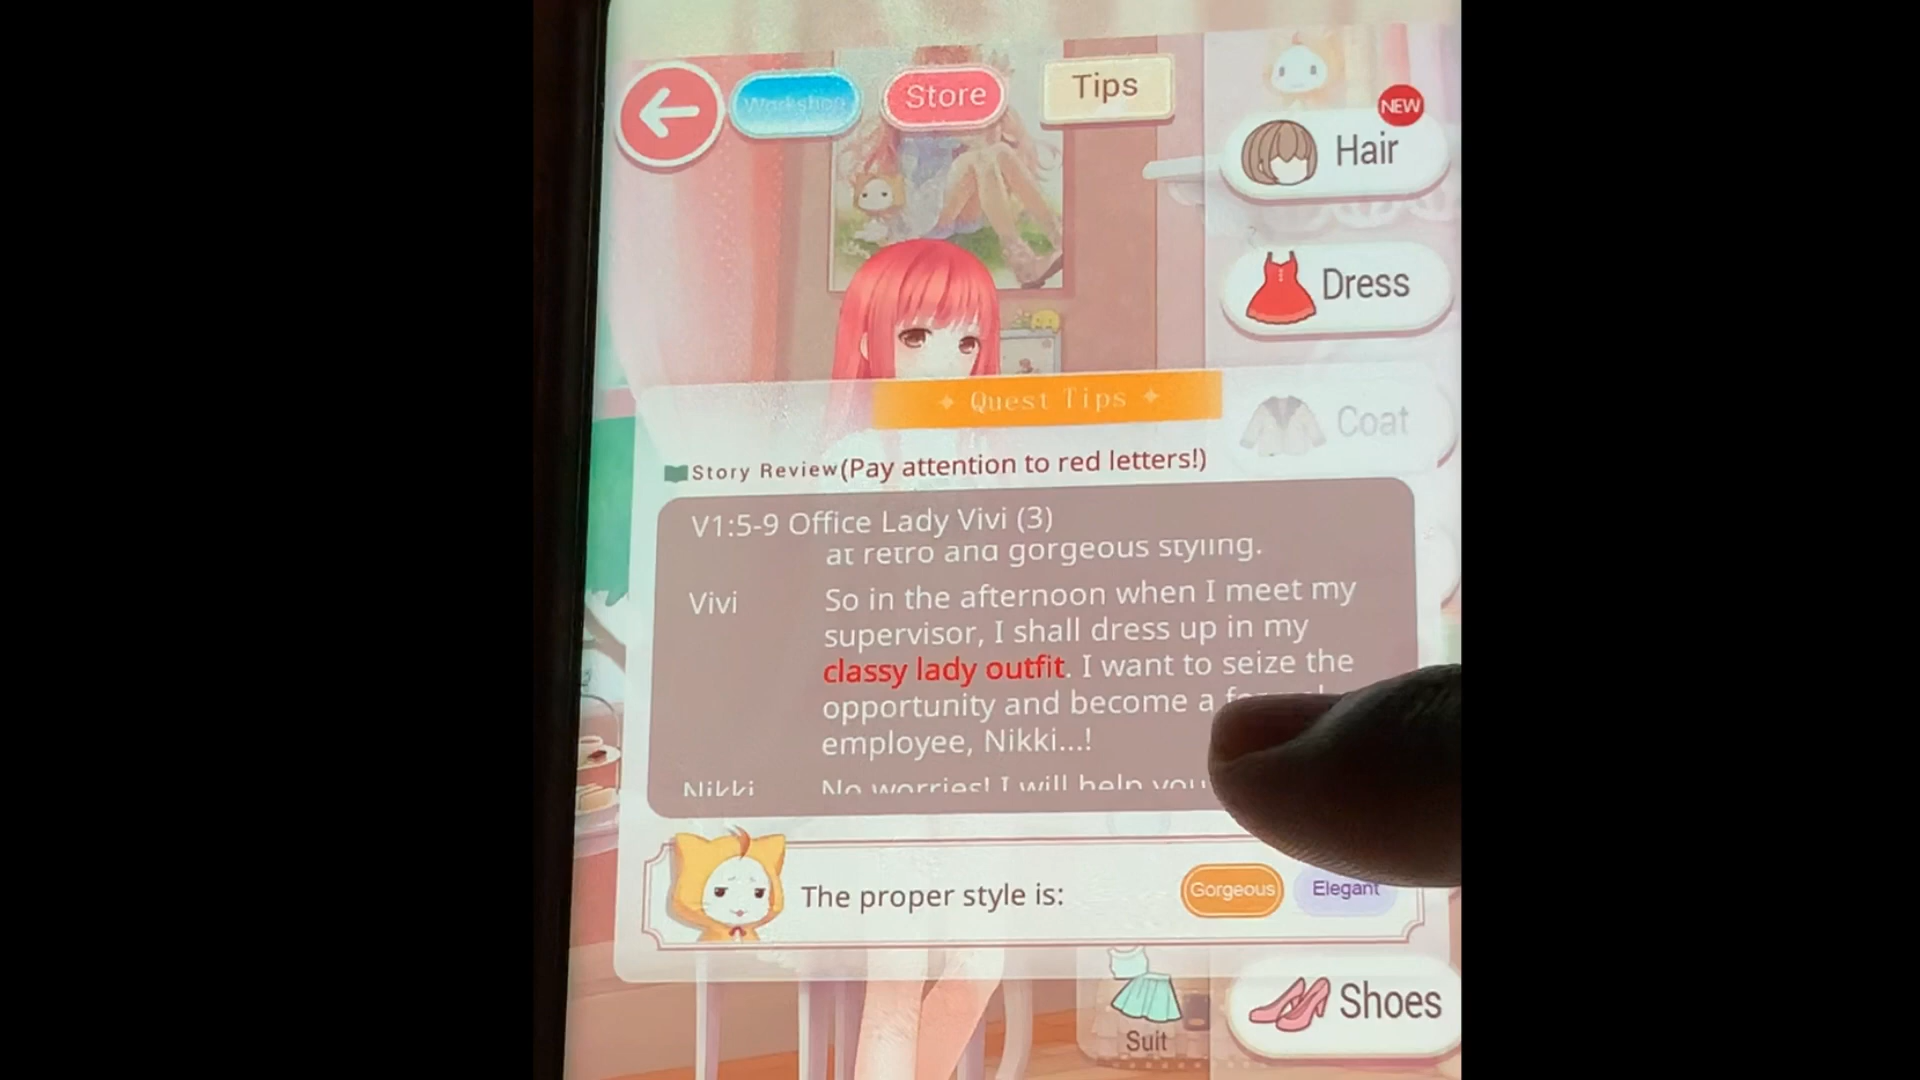 Workshop
Store
Tips
NEW
Hair
Dress
Coat
Quest Tips
Story Review(Pay attention to red letters!)
V1:5-9 Office Lady Vivi (3)
at retro and gorgeous styling.
Vivi
So in the afternoon when I meet my
supervisor, I shall dress up in my
classy lady outfit. I want to seize the
opportunity and become a
employee, Nikki...!
Nikki
No worries! I will help you
The proper style is:
Gorgeous
Elegant
Suit
Shoes